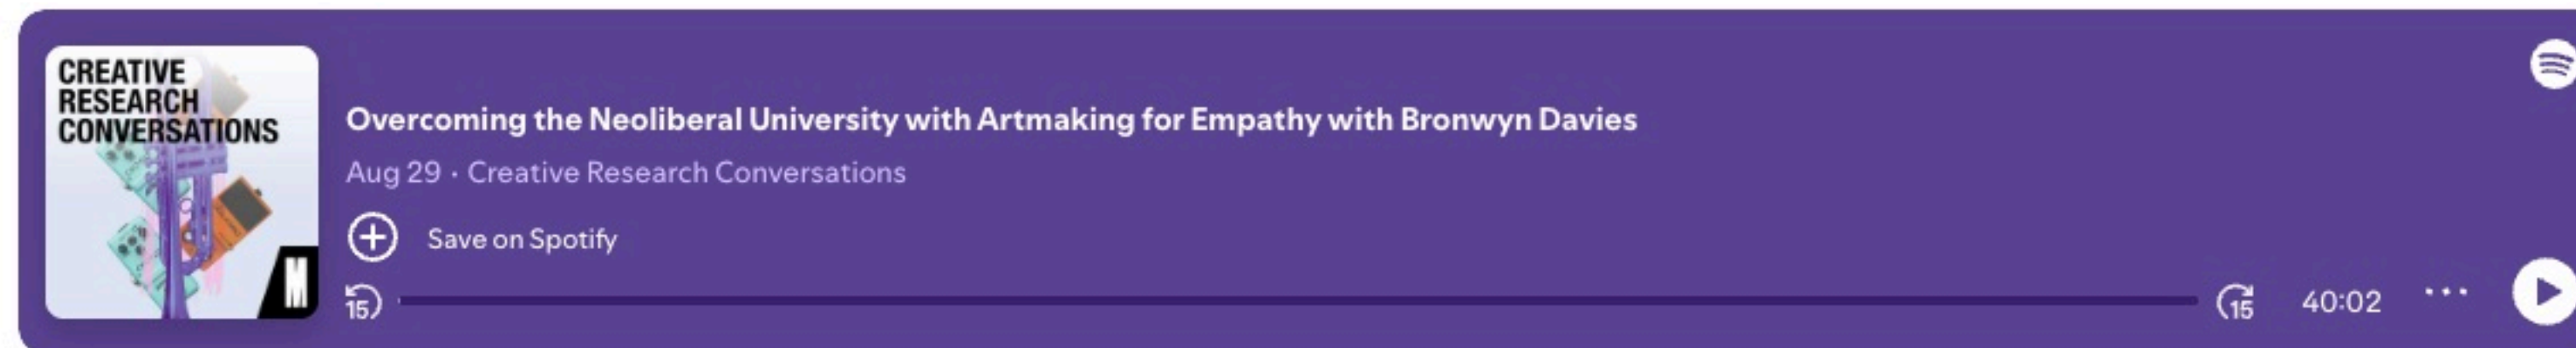 CREATIVE
RESEARCH
CONVERSATIONS
M
Overcoming the Neoliberal University with Artmaking for Empathy with Bronwyn Davies
Aug 29 · Creative Research Conversations
Save on Spotify
15
15
40:02